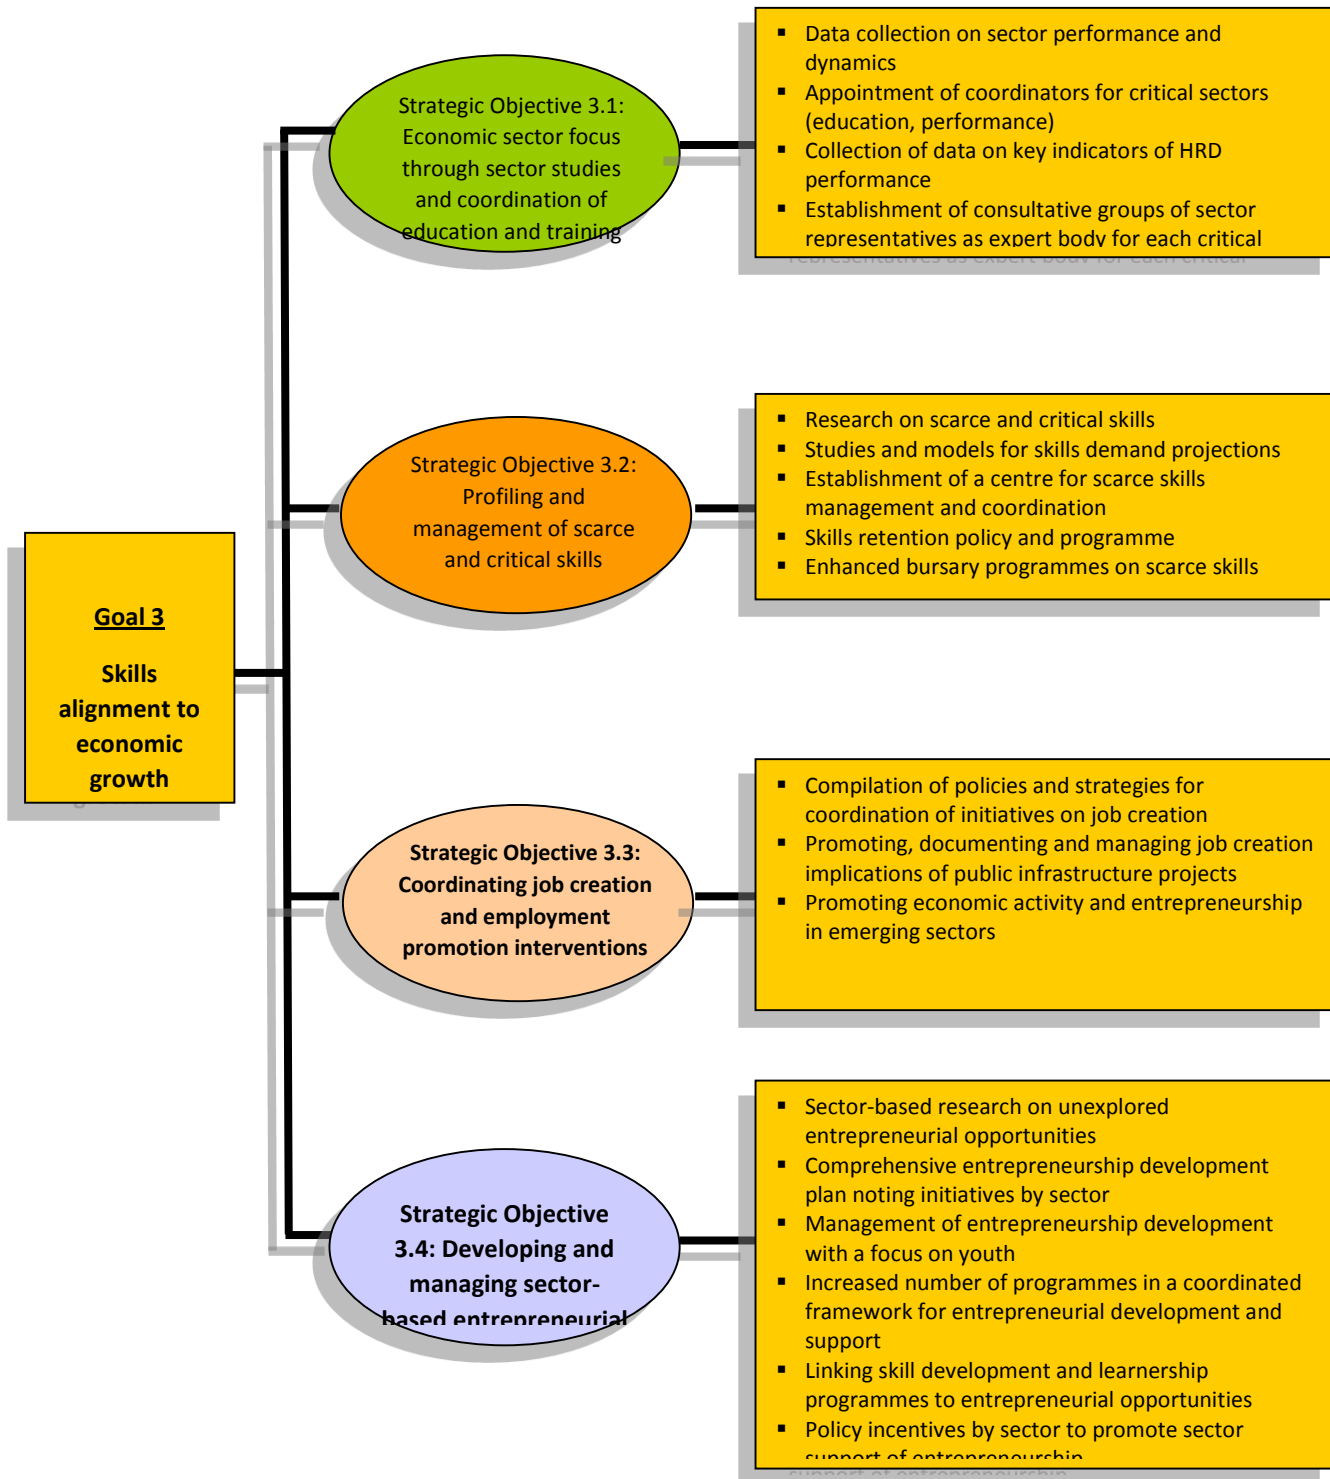 Goal 3
Skills
alignment to
economic
growth
Strategic Objective 3.1:
Economic sector focus
through sector studies
and coordination of
education and training
▪ Data collection on sector performance and
dynamics
▪ Appointment of coordinators for critical sectors
(education, performance)
▪ Collection of data on key indicators of HRD
performance
▪ Establishment of consultative groups of sector
representatives as expert body for each critical
Strategic Objective 3.2:
Profiling and
management of scarce
and critical skills
▪ Research on scarce and critical skills
▪ Studies and models for skills demand projections
▪ Establishment of a centre for scarce skills
management and coordination
▪ Skills retention policy and programme
▪ Enhanced bursary programmes on scarce skills
Strategic Objective 3.3:
Coordinating job creation
and employment
promotion interventions
▪ Compilation of policies and strategies for
coordination of initiatives on job creation
▪ Promoting, documenting and managing job creation
implications of public infrastructure projects
▪ Promoting economic activity and entrepreneurship
in emerging sectors
Strategic Objective
3.4: Developing and
managing sector-
based entrepreneurial
▪ Sector-based research on unexplored
entrepreneurial opportunities
▪ Comprehensive entrepreneurship development
plan noting initiatives by sector
▪ Management of entrepreneurship development
with a focus on youth
▪ Increased number of programmes in a coordinated
framework for entrepreneurial development and
support
▪ Linking skill development and learnership
programmes to entrepreneurial opportunities
▪ Policy incentives by sector to promote sector
support of entrepreneurship